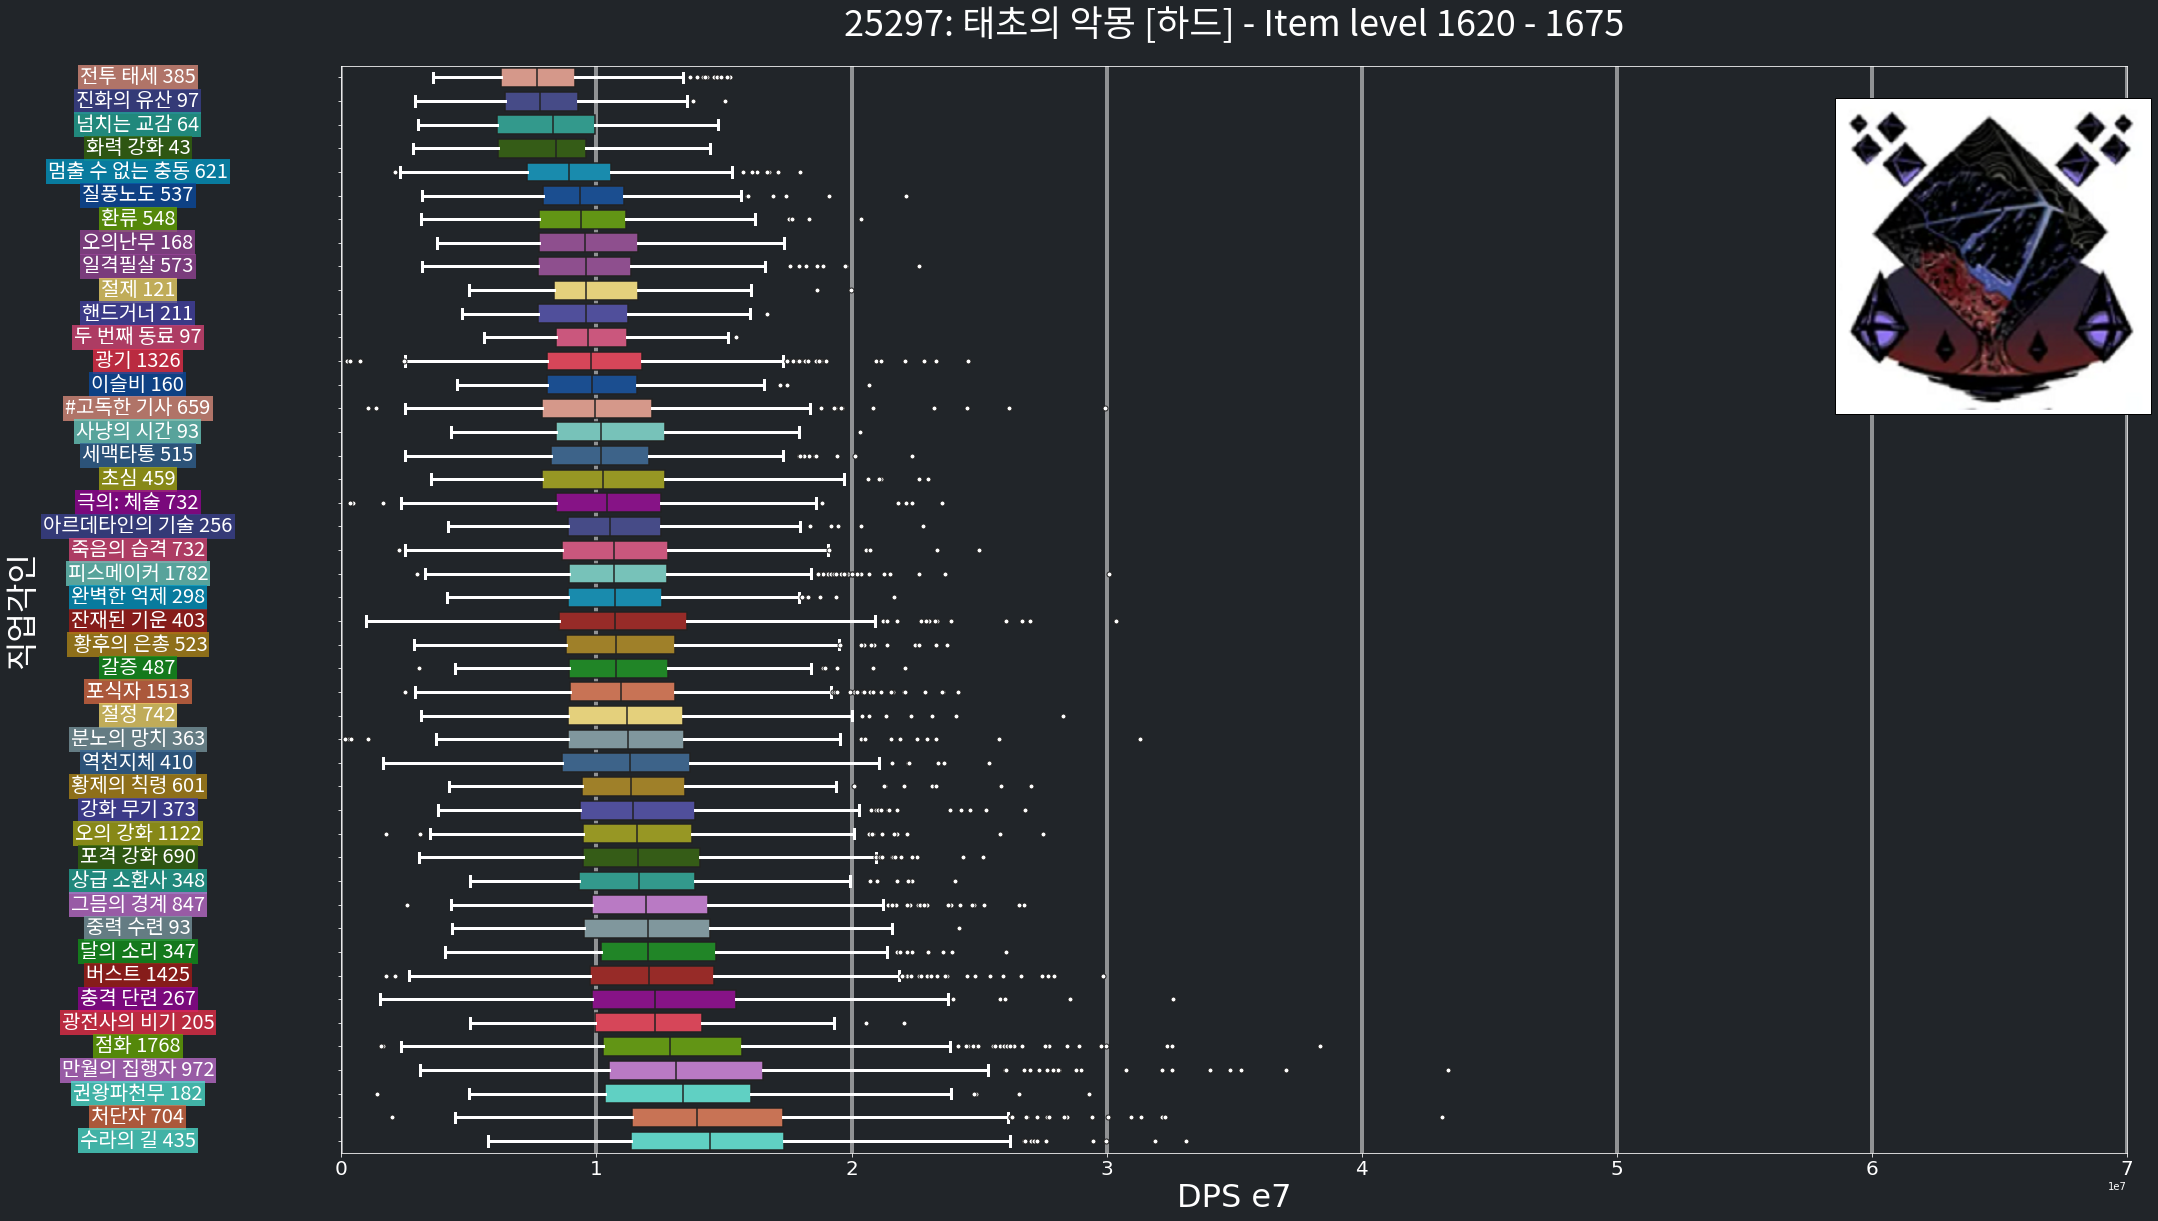 25297: 태초의 악몽 [하드] - Item level 1620 - 1675
전투 태세 385
진화의 유산 97
넘치는 교감 64
화력 강화 43
멈출 수 없는 충동 621
질풍노도 537
환류 548
오의난무 168
일격필살 573
절제 121
핸드거너 211
두 번째 동료 97
광기 1326
이슬비 160
#고독한 기사 659
사냥의 시간 93
세맥타통 515
초심 459
극의: 체술 732
아르데타인의 기술 256
죽음의 습격 732
피스메이커 1782
완벽한 억제 298
잔재된 기운 403
황후의 은총 523
갈증 487
포식자 1513
절정 742
분노의 망치 363
역천지체 410
황제의 칙령 601
강화 무기 373
오의 강화 1122
포격 강화 690
상급 소환사 348
그믐의 경계 847
중력 수련 93
달의 소리 347
버스트 1425
충격 단련 267
광전사의 비기 205
점화 1768
만월의 집행자 972
권왕파천무 182
처단자 704
수라의 길 435
직업각인
0 1 2 3 4 5 6 7
1e7
DPS e7